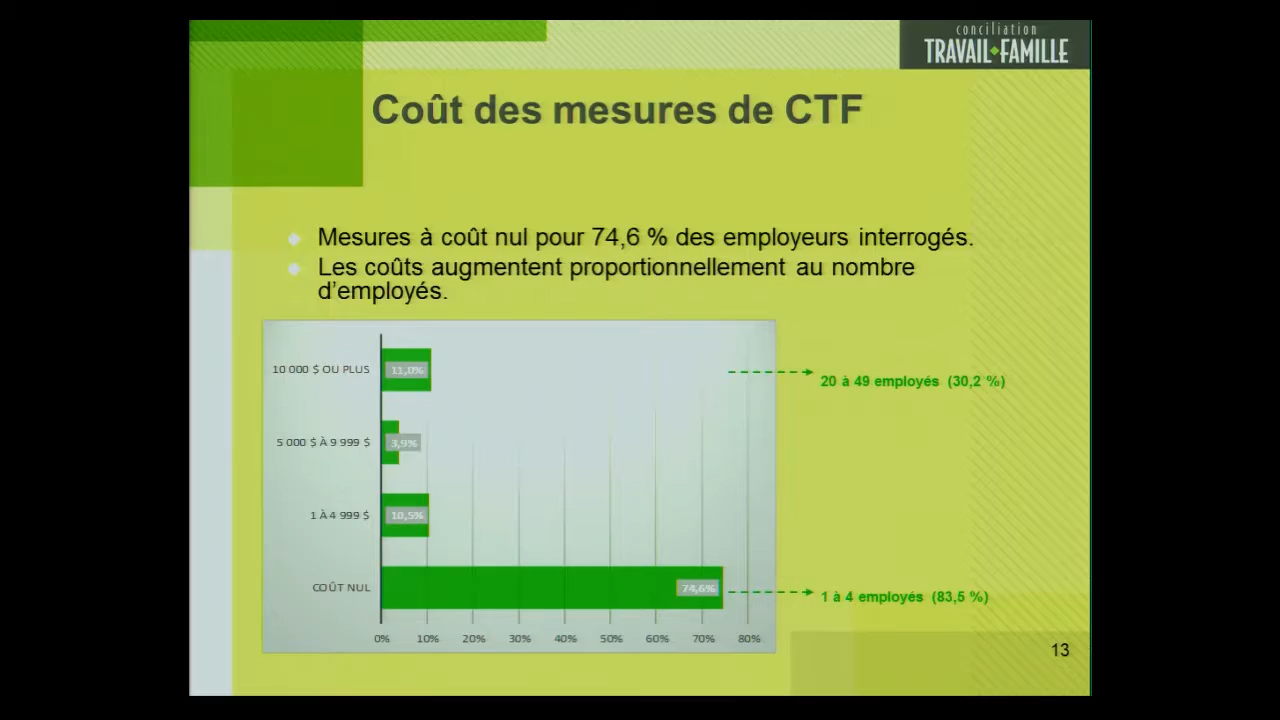 conciliation
TRAVAIL FAMILLE
Coût des mesures de CTF
Mesures à coût nul pour 74,6 % des employeurs interrogés.
Les coûts augmentent proportionnellement au nombre
d'employés.
10 000 $ OU PLUS
11,0%
20 à 49 employés (30,2 %)
5 000 $ À 9 999 $
3,9%
1 À 4 999 $
10,5%
COÛT NUL
74,6%
1 à 4 employés (83,5 %)
0% 10% 20% 30% 40% 50% 60% 70% 80%
13